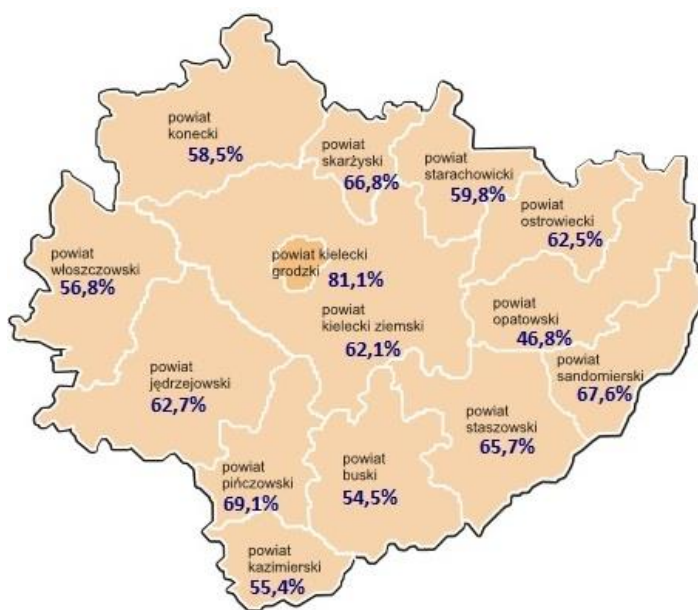 powiat
konecki
58,5%
powiat
skarżyski
66,8%
powiat
starachowicki
59,8%
powiat
ostrowiecki
62,5%
powiat
włoszczowski
56,8%
powiat kielecki
grodzki
81,1%
powiat
kielecki ziemski
62,1%
powiat
opatowski
46,8%
powiat
sandomierski
67,6%
powiat
jędrzejowski
62,7%
powiat
staszowski
65,7%
powiat
pińczowski
69,1%
powiat
buski
54,5%
powiat
kazimierski
55,4%